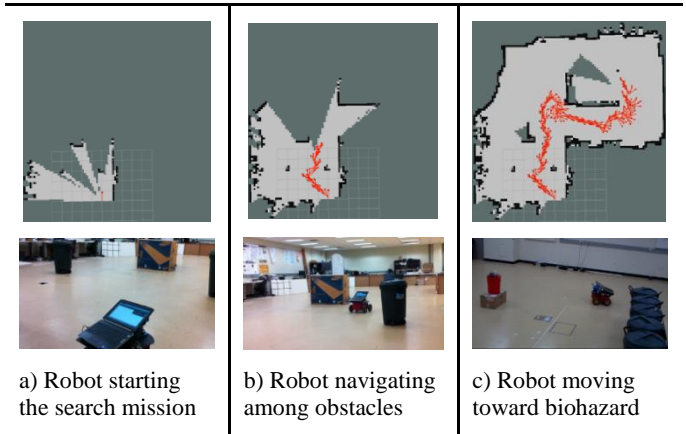 a) Robot starting
the search mission
b) Robot navigating
among obstacles
c) Robot moving
toward biohazard